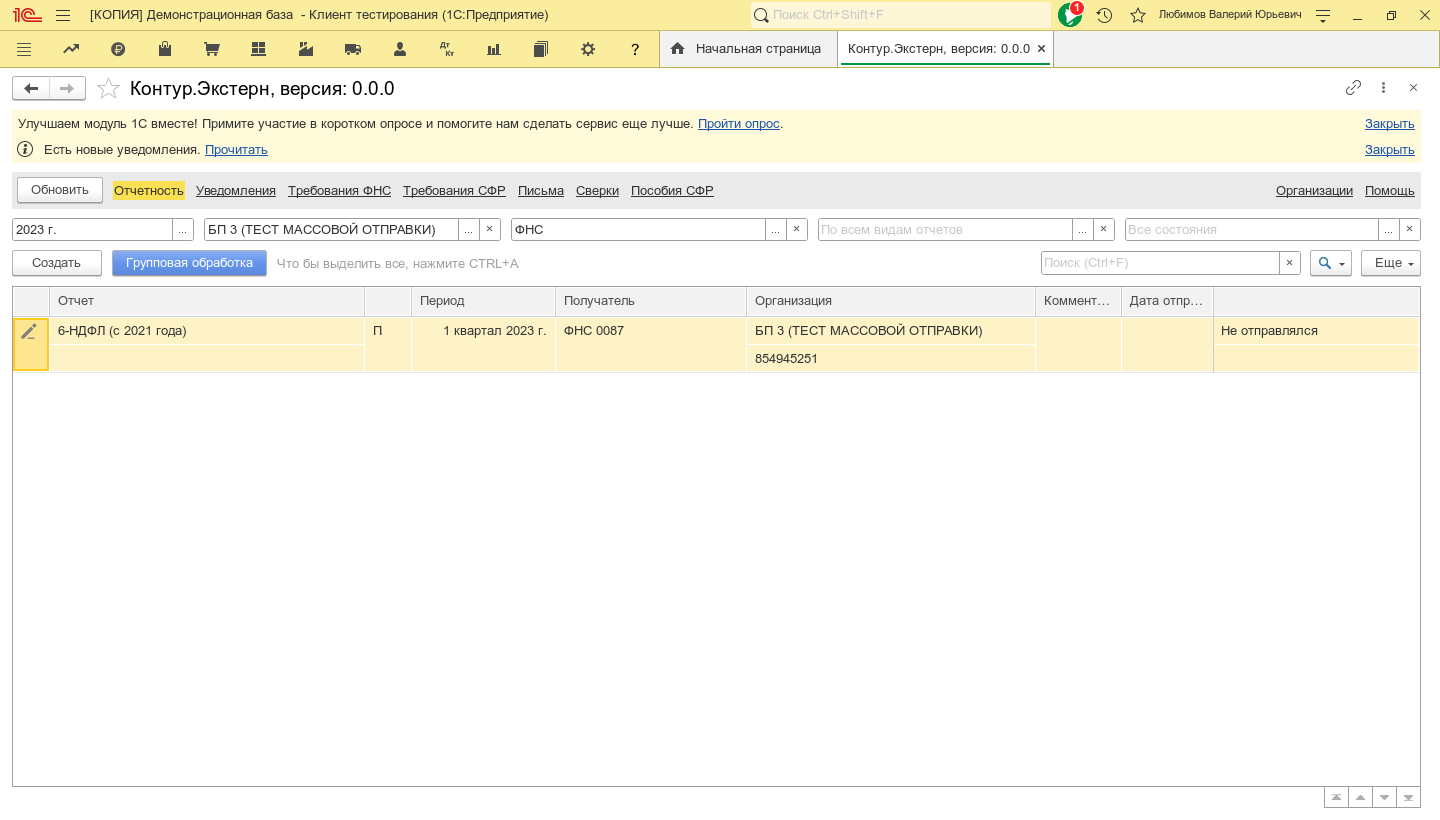 [КОПИЯ] Демонстрационная база - Клиент тестирования (1С:Предприятие)
Поиск Ctrl+Shift+F
1
Любимов Валерий Юрьевич
Дт
Кт
?
Начальная страница
Контур.Экстерн, версия: 0.0.0
Контур.Экстерн, версия: 0.0.0
Улучшаем модуль 1С вместе! Примите участие в коротком опросе и помогите нам сделать сервис еще лучше. Пройти опрос.
Закрыть
Есть новые уведомления. Прочитать
Закрыть
Обновить
Отчетность
Уведомления
Требования ФНС
Требования СФР
Письма
Сверки
Пособия СФР
Организации
Помощь
2023 г.
...
БП 3 (ТЕСТ МАССОВОЙ ОТПРАВКИ)
...
ФНС
...
По всем видам отчетов
...
Все состояния
...
Создать
Групповая обработка
Что бы выделить все, нажмите CTRL+A
Поиск (Ctrl+F)
Еще
Отчет
Период
Получатель
Организация
Коммент...
Дата отпр...
6-НДФЛ (с 2021 года)
П
1 квартал 2023 г.
ФНС 0087
БП 3 (ТЕСТ МАССОВОЙ ОТПРАВКИ)
Не отправлялся
854945251